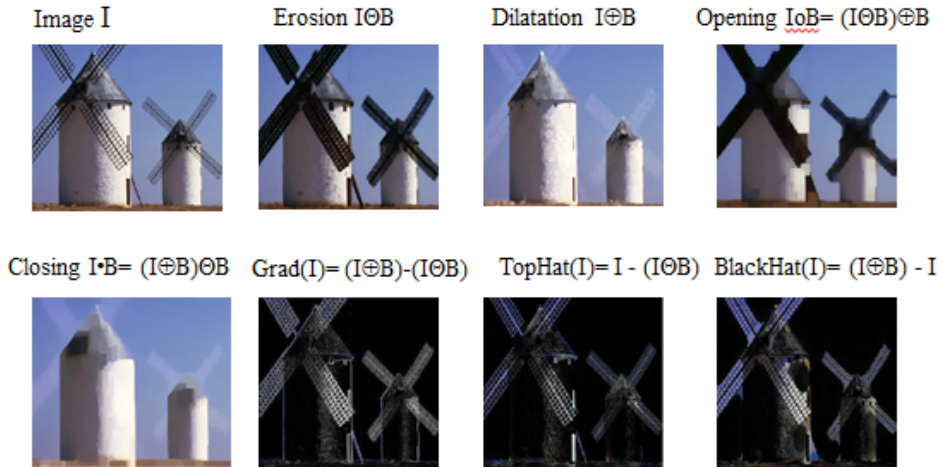 Image I
Erosion IΘB
Dilatation I⊕B
Opening IoB= (IΘB)⊕B
Closing I•B= (I⊕B)ΘB
Grad(I)= (I⊕B)-(IΘB)
TopHat(I)= I - (IΘB)
BlackHat(I)= (I⊕B) - I